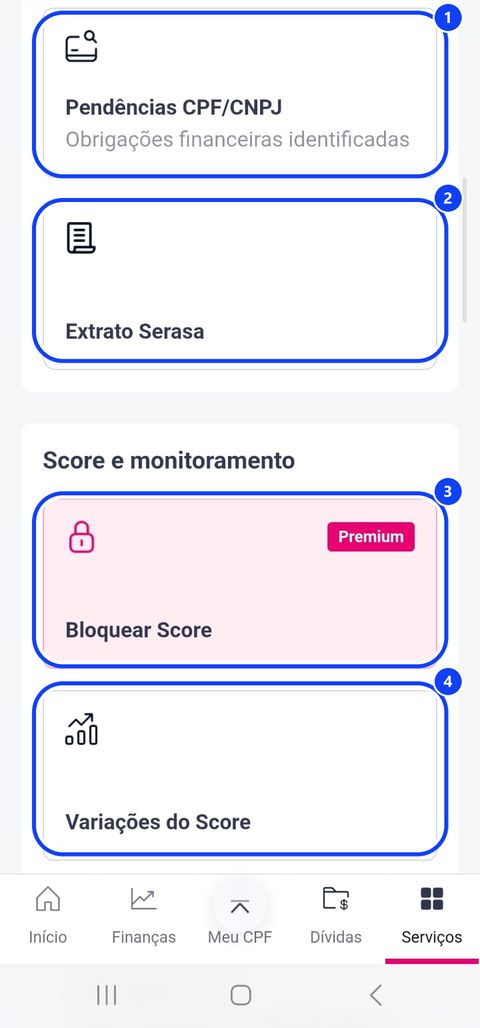 1
Pendências CPF/CNPJ
Obrigações financeiras identificadas
2
Extrato Serasa
Score e monitoramento
3
Premium
Bloquear Score
4
Variações do Score
$
Início Finanças Meu CPF Dívidas Serviços